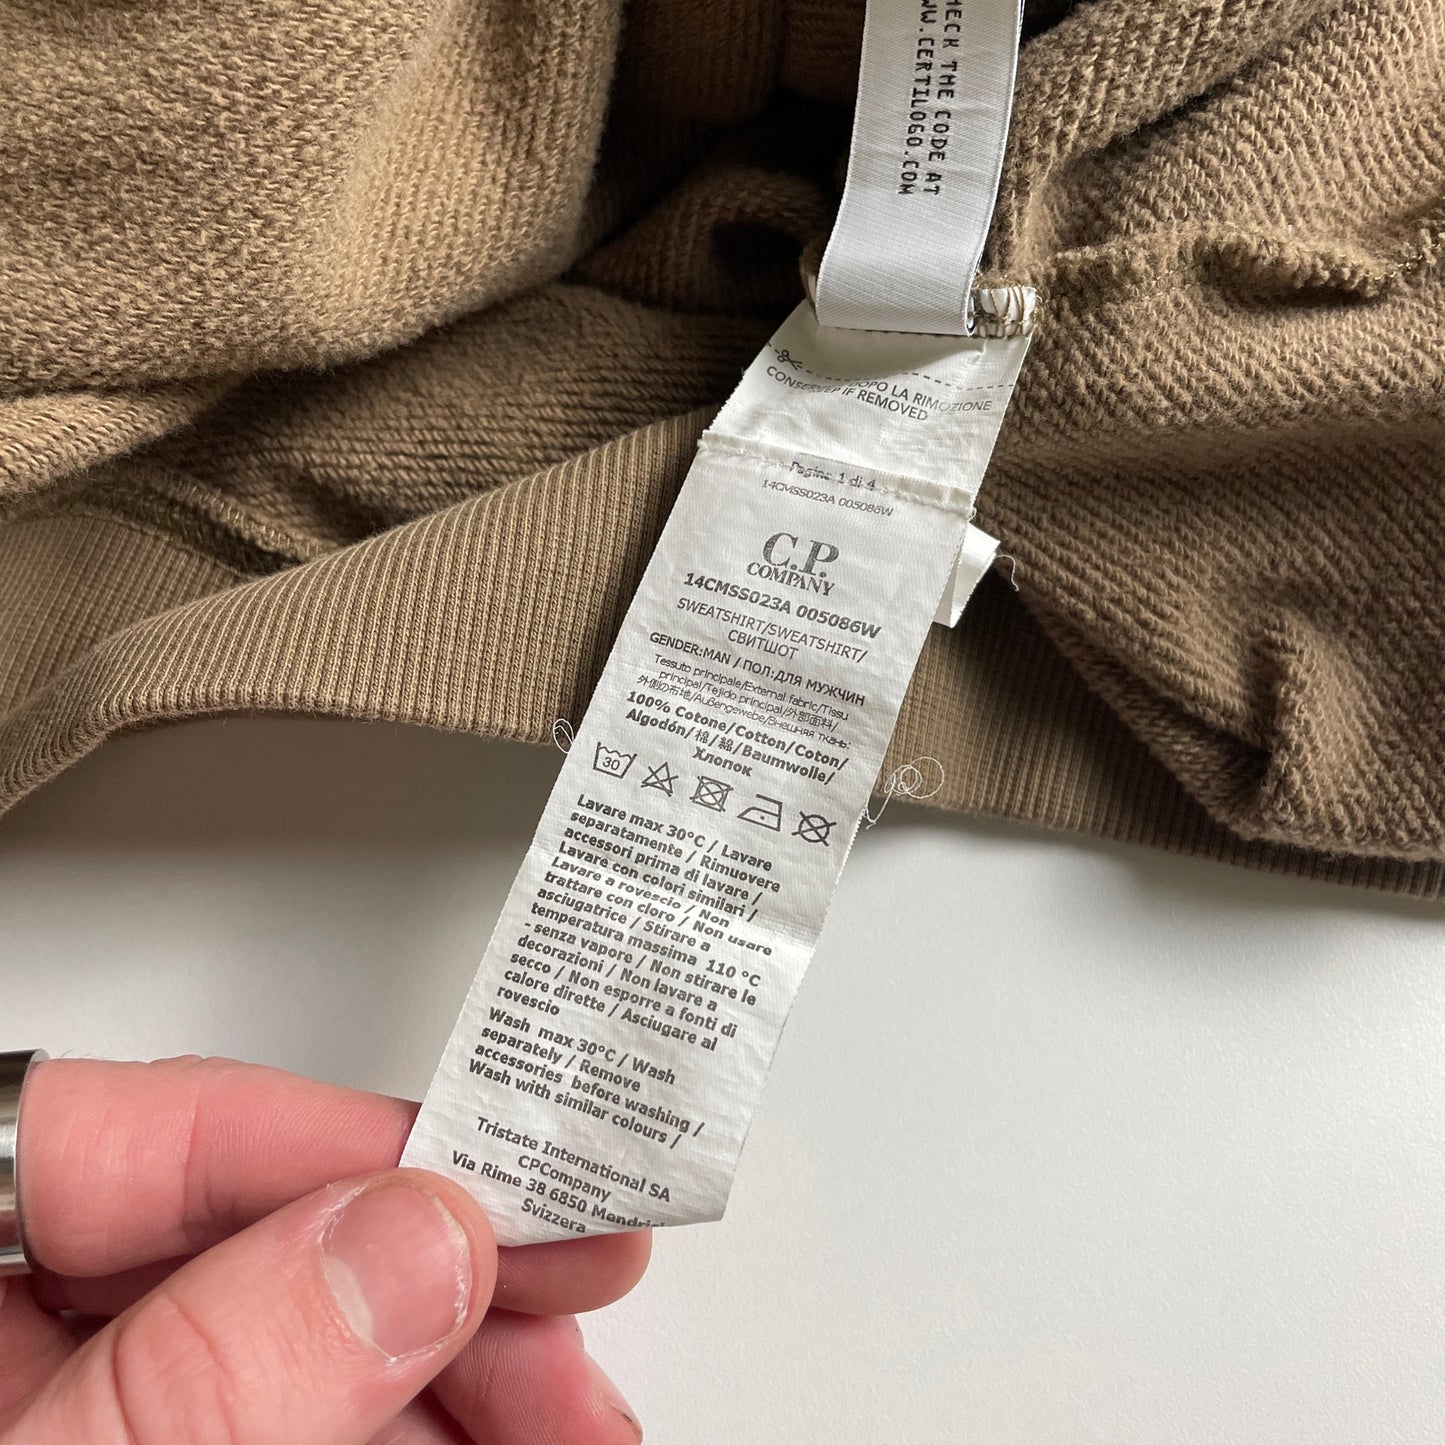 HECK THE CODE AT
WW.CERTILOGO.COM
DOPO LA RIMOZIONE
CONSERVE IF REMOVED
Pagina 1 di 4
14CMSS023A 005086W
C.P.
COMPANY
14CMSS023A 005086W
SWEATSHIRT/SWEATSHIRT/
СВИТШОТ
GENDER:MAN / ПОЛ:ДЛЯ МУЖЧИН
Tessuto principale/External fabric/Tissu
principal/Tejido principal/外部面料/
外側の布地/Außengewebe/Внешняя ткань:
100% Cotone/Cotton/Coton/
Algodón/棉/綿/Baumwolle/
Хлопок
30
Lavare max 30°C / Lavare
separatamente / Rimuovere
accessori prima di lavare /
Lavare con colori similari /
Lavare a rovescio / Non
trattare con cloro / Non usare
asciugatrice / Stirare a
temperatura massima 110 °C
- senza vapore / Non stirare le
decorazioni / Non lavare a
secco / Non esporre a fonti di
calore dirette / Asciugare al
rovescio
Wash max 30°C / Wash
separately / Remove
accessories before washing /
Wash with similar colours /
Tristate International SA
CPCompany
Via Rime 38 6850 Mendrisi
Svizzera